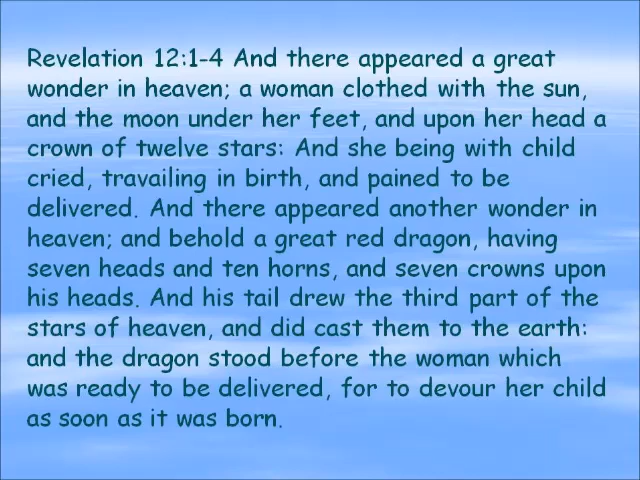 Revelation 12:1-4 And there appeared a great
wonder in heaven; a woman clothed with the sun,
and the moon under her feet, and upon her head a
crown of twelve stars: And she being with child
cried, travailing in birth, and pained to be
delivered. And there appeared another wonder in
heaven; and behold a great red dragon, having
seven heads and ten horns, and seven crowns upon
his heads. And his tail drew the third part of the
stars of heaven, and did cast them to the earth:
and the dragon stood before the woman which
was ready to be delivered, for to devour her child
as soon as it was born.